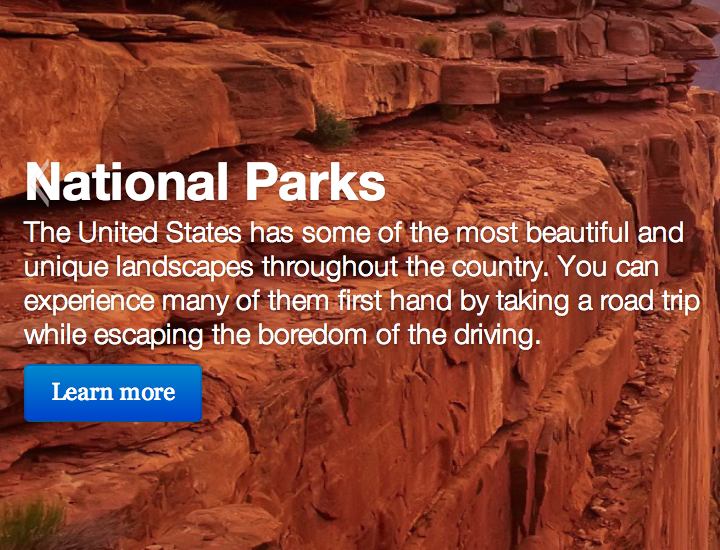 National Parks
The United States has some of the most beautiful and
unique landscapes throughout the country. You can
experience many of them first hand by taking a road trip
while escaping the boredom of the driving.
Learn more